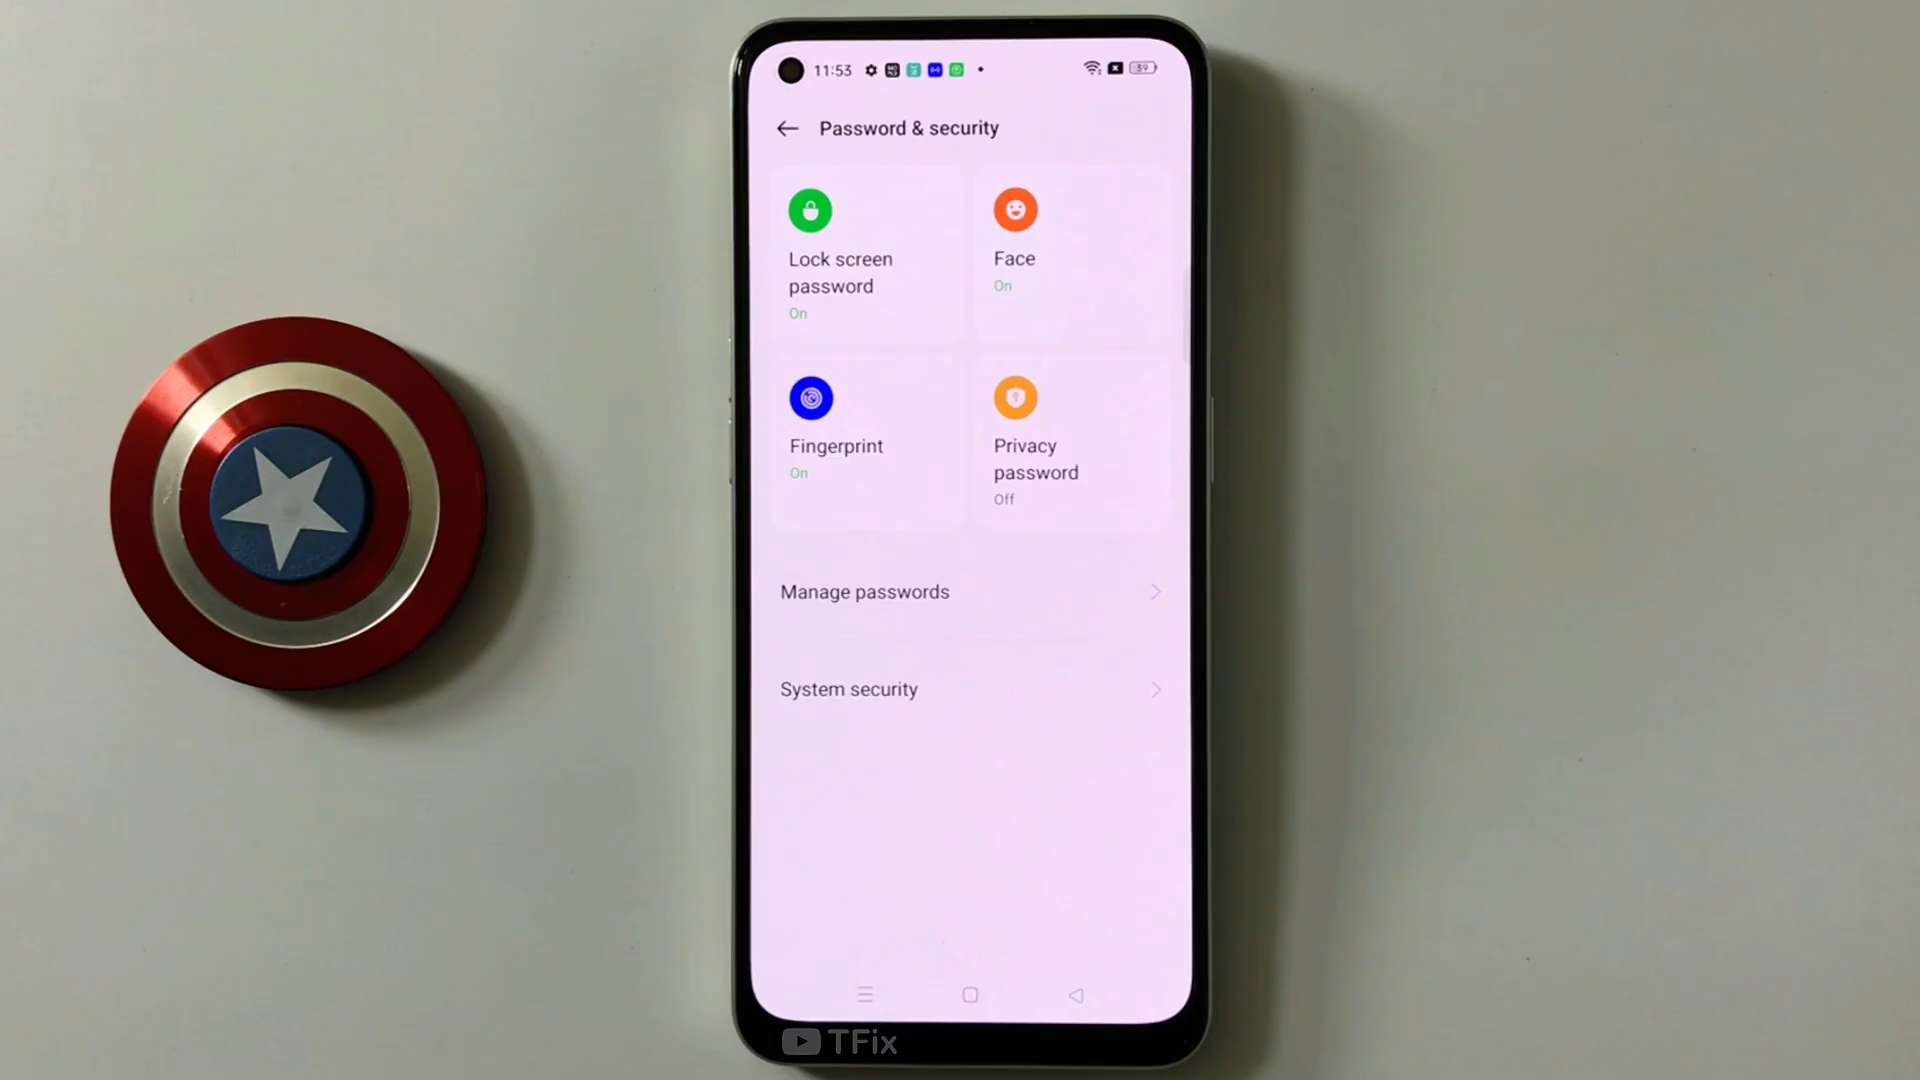 11:53
39
Password & security
Lock screen
password
On
Face
On
Fingerprint
On
Privacy
password
Off
Manage passwords
System security
TFix